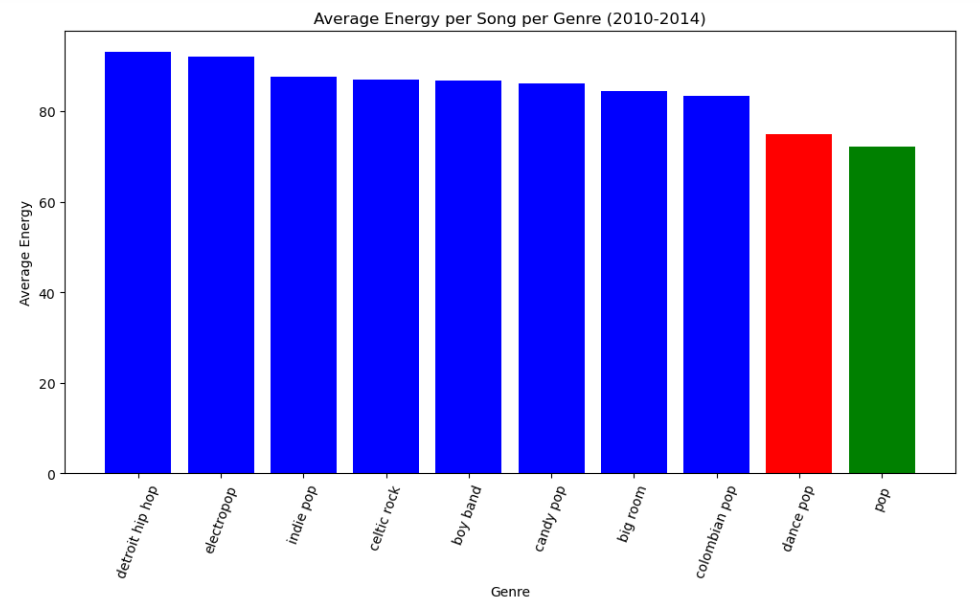 Average Energy per Song per Genre (2010-2014)
Average Energy
80
60
40
20
0
detroit hip hop
electropop
indie pop
celtic rock
boy band
candy pop
big room
colombian pop
dance pop
pop
Genre